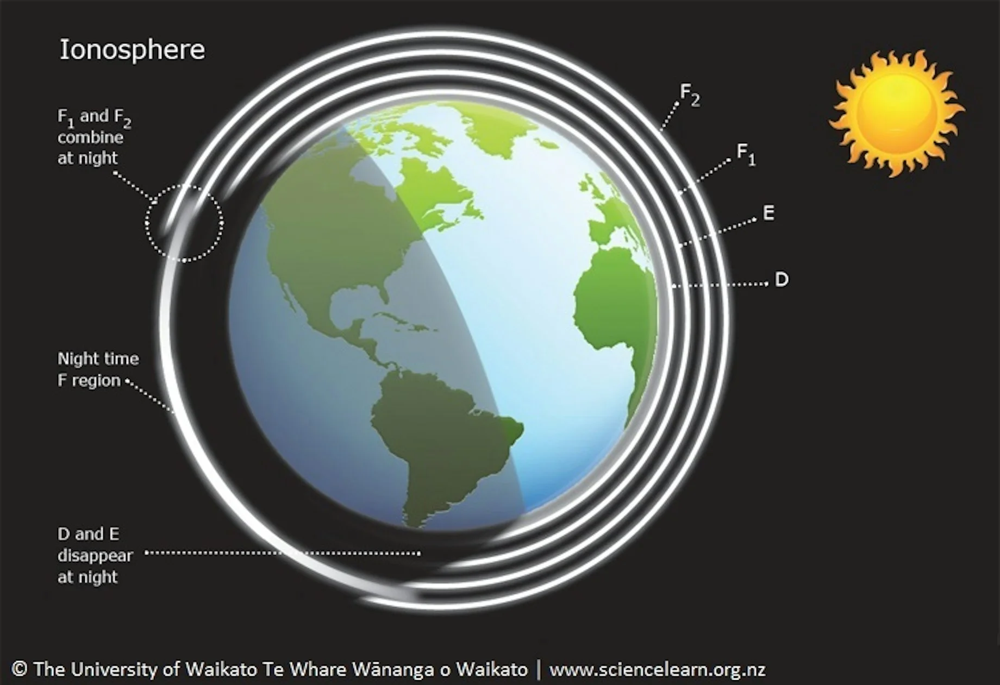 Ionosphere
F₁ and F₂
combine
at night
F₂
F₁
E
D
Night time
F region
D and E
disappear
at night
© The University of Waikato Te Whare Wānanga o Waikato | www.sciencelearn.org.nz